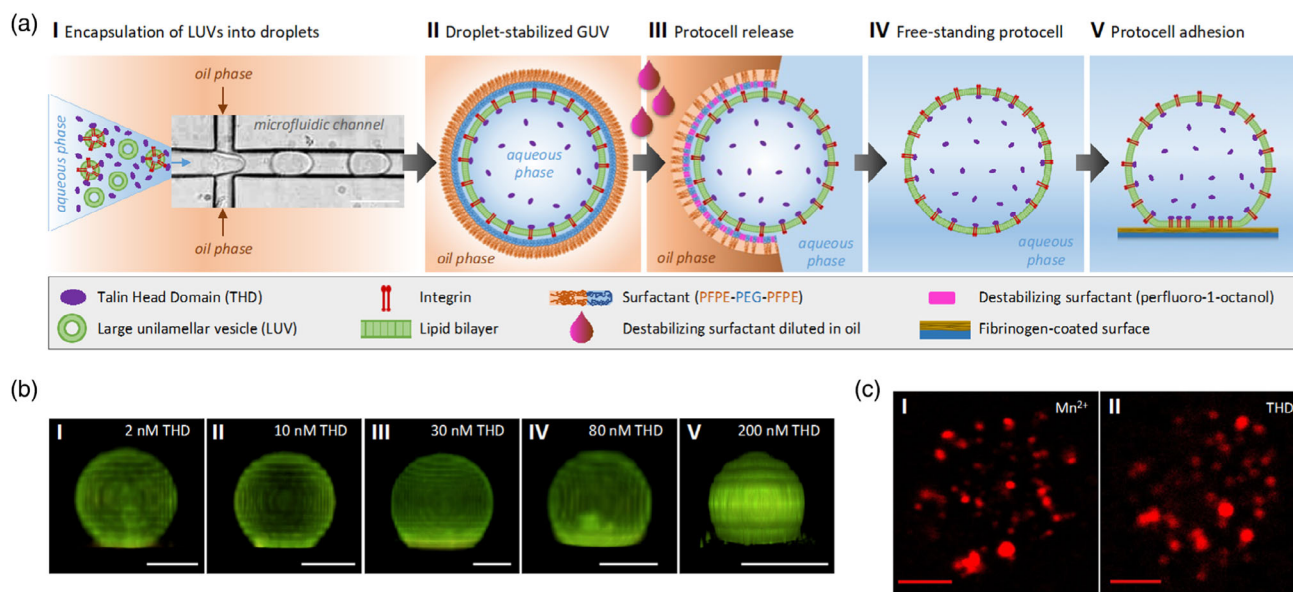 (a)
I Encapsulation of LUVs into droplets
II Droplet-stabilized GUV
III Protocell release
IV Free-standing protocell
V Protocell adhesion
oil phase
aqueous phase
microfluidic channel
oil phase
aqueous phase
oil phase
oil phase
aqueous phase
aqueous phase
Talin Head Domain (THD)
Integrin
Surfactant (PFPE-PEG-PFPE)
Destabilizing surfactant (perfluoro-1-octanol)
Large unilamellar vesicle (LUV)
Lipid bilayer
Destabilizing surfactant diluted in oil
Fibrinogen-coated surface
(b)
I 2 nM THD
II 10 nM THD
III 30 nM THD
IV 80 nM THD
V 200 nM THD
(c)
I Mn²⁺
II THD